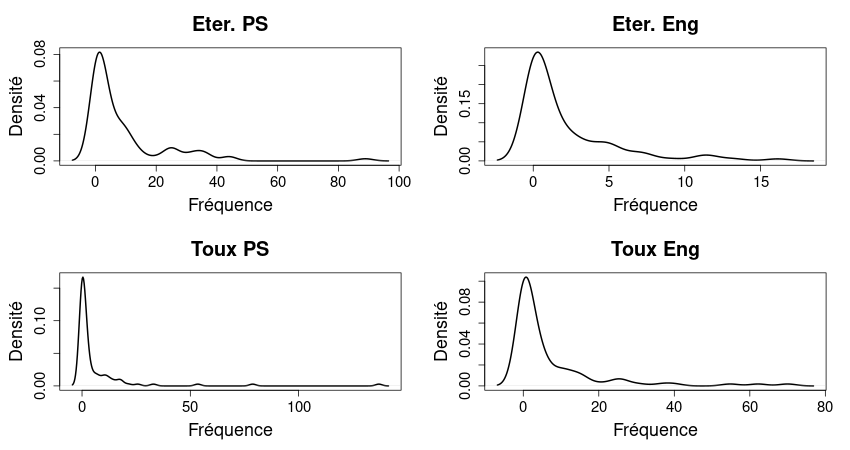 Eter. PS
Densité
0.00 0.04 0.08
0 20 40 60 80 100
Fréquence
Eter. Eng
Densité
0.00 0.15
0 5 10 15
Fréquence
Toux PS
Densité
0.00 0.10
0 50 100
Fréquence
Toux Eng
Densité
0.00 0.04 0.08
0 20 40 60 80
Fréquence